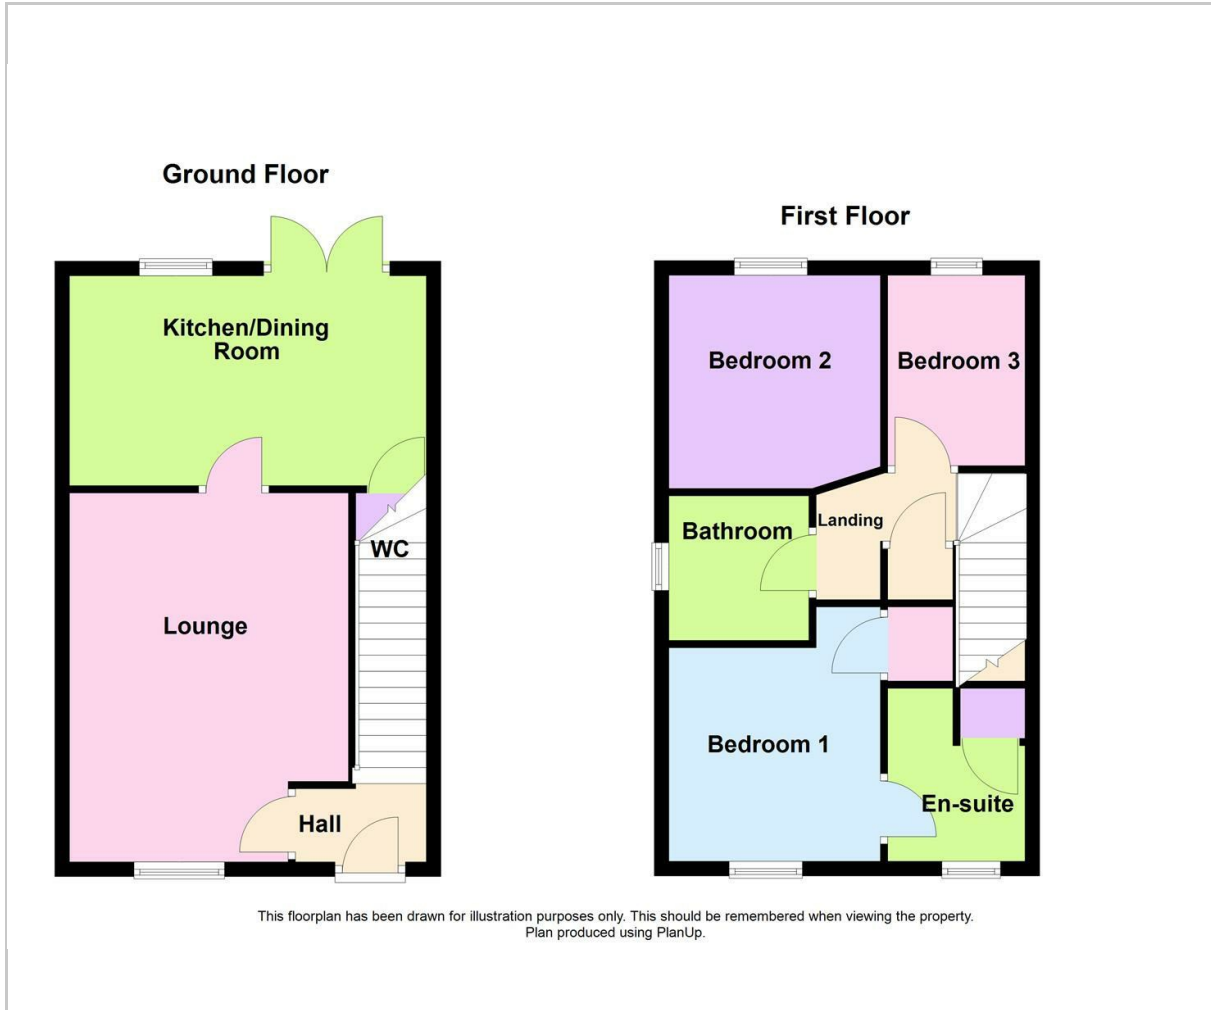 Ground Floor
Kitchen/Dining
Room
WC
Lounge
Hall
First Floor
Bedroom 2
Bedroom 3
Bathroom
Landing
Bedroom 1
En-suite
This floorplan has been drawn for illustration purposes only. This should be remembered when viewing the property.
Plan produced using PlanUp.